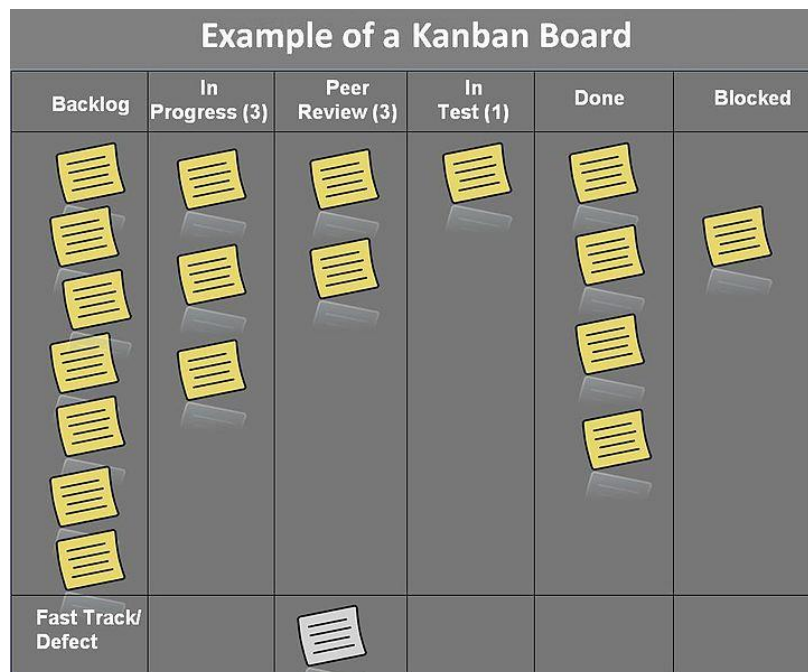 Example of a Kanban Board
Backlog
In
Progress (3)
Peer
Review (3)
In
Test (1)
Done
Blocked
Fast Track/
Defect